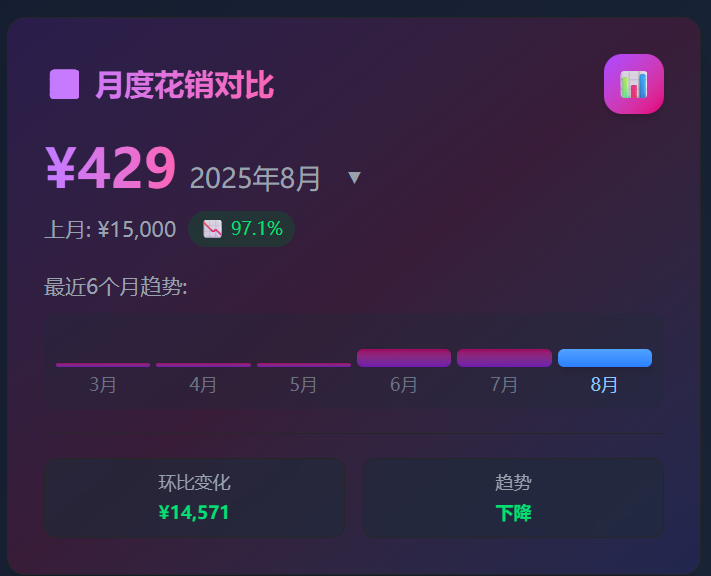 月度花销对比
¥429 2025年8月 ▼
上月: ¥15,000 97.1%
最近6个月趋势:
3月 4月 5月 6月 7月 8月
环比变化 趋势
¥14,571 下降